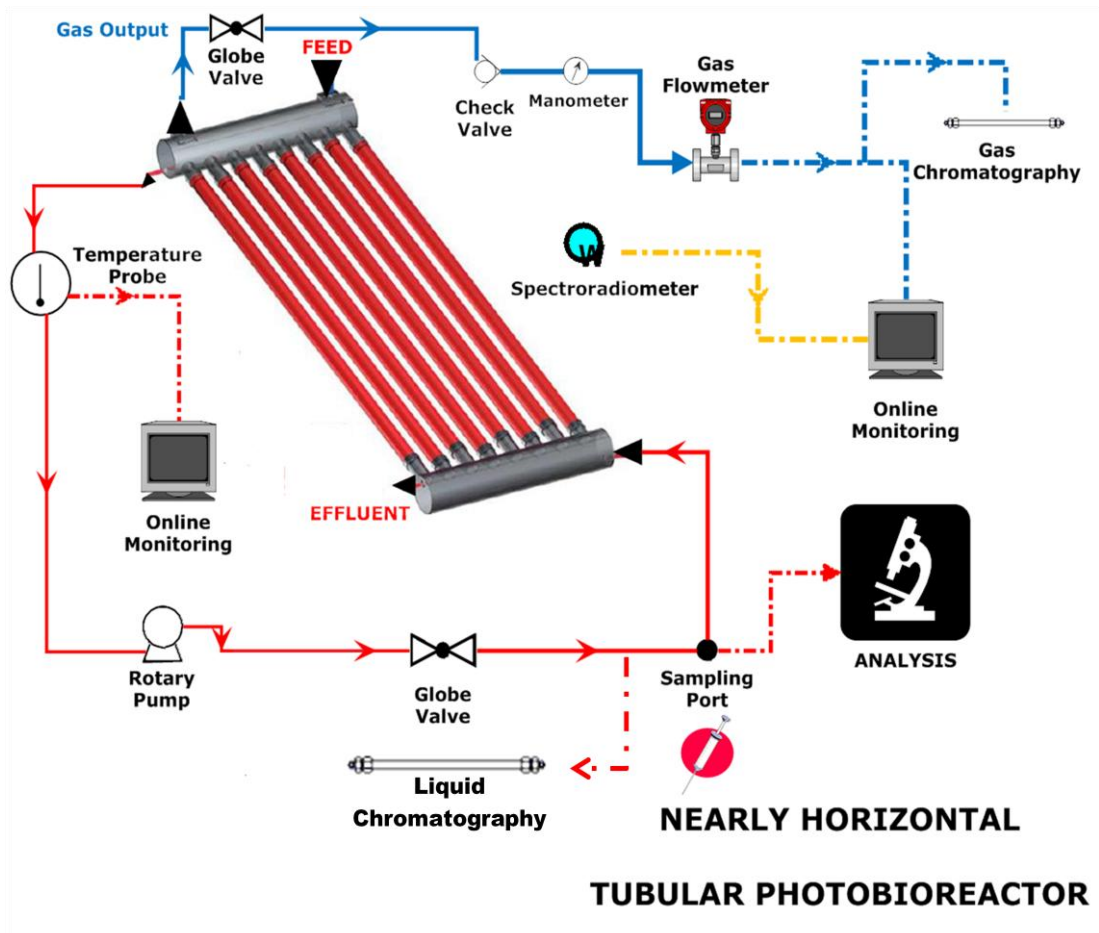 Gas Output
Globe
Valve
FEED
Check
Valve
Manometer
Gas
Flowmeter
Gas
Chromatography
Temperature
Probe
W
Spectroradiometer
Online
Monitoring
Online
Monitoring
EFFLUENT
Rotary
Pump
Globe
Valve
Sampling
Port
ANALYSIS
Liquid
Chromatography
NEARLY HORIZONTAL
TUBULAR PHOTOBIOREACTOR